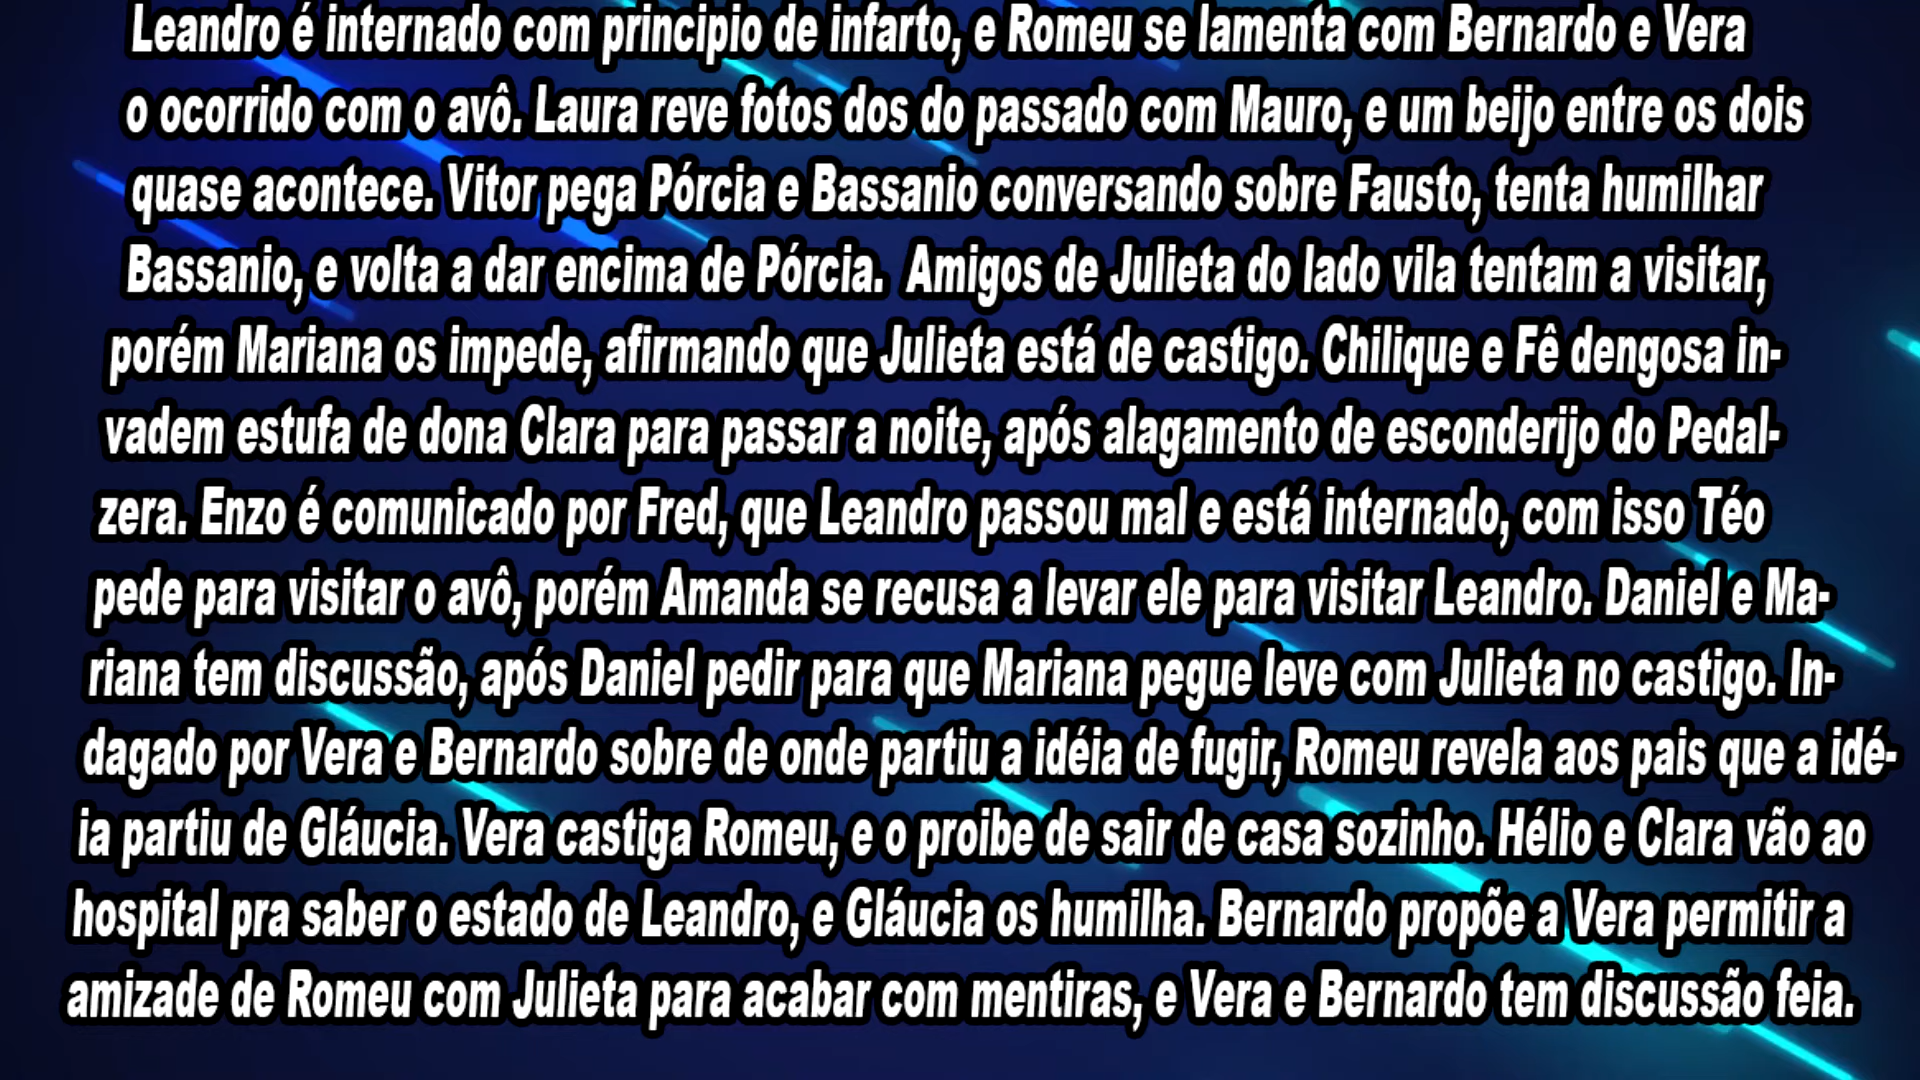 Leandro é internado com principio de infarto, e Romeu se lamenta com Bernardo e Vera
o ocorrido com o avô. Laura reve fotos dos do passado com Mauro, e um beijo entre os dois
quase acontece. Vitor pega Pórcia e Bassanio conversando sobre Fausto, tenta humilhar
Bassanio, e volta a dar encima de Pórcia.  Amigos de Julieta do lado vila tentam a visitar,
porém Mariana os impede, afirmando que Julieta está de castigo. Chilique e Fê dengosa in-
vadem estufa de dona Clara para passar a noite, após alagamento de esconderijo do Pedal-
zera. Enzo é comunicado por Fred, que Leandro passou mal e está internado, com isso Téo
pede para visitar o avô, porém Amanda se recusa a levar ele para visitar Leandro. Daniel e Ma-
riana tem discussão, após Daniel pedir para que Mariana pegue leve com Julieta no castigo. In-
dagado por Vera e Bernardo sobre de onde partiu a idéia de fugir, Romeu revela aos pais que a idé-
ia partiu de Gláucia. Vera castiga Romeu, e o proibe de sair de casa sozinho. Hélio e Clara vão ao
hospital pra saber o estado de Leandro, e Gláucia os humilha. Bernardo propõe a Vera permitir a
amizade de Romeu com Julieta para acabar com mentiras, e Vera e Bernardo tem discussão feia.